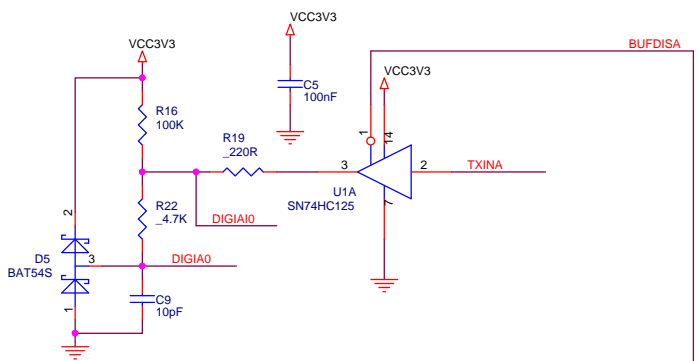 VCC3V3
BUFDISA
VCC3V3
VCC3V3
C5
100nF
R16
100K
1
14
R19
_220R
3
2
TXINA
U1A
SN74HC125
7
2
R22
_4.7K
DIGIAI0
D5
BAT54S
3
DIGIA0
C9
10pF
1